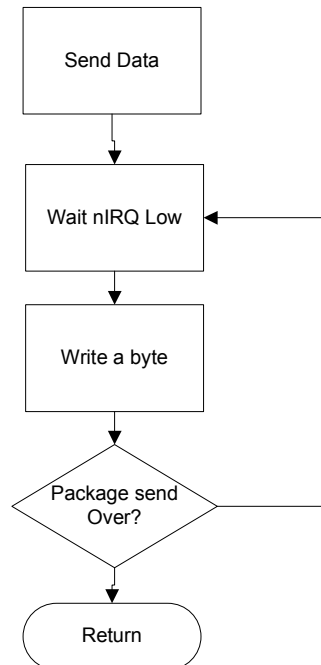 Send Data
Wait nIRQ Low
Write a byte
Package send
Over?
Return